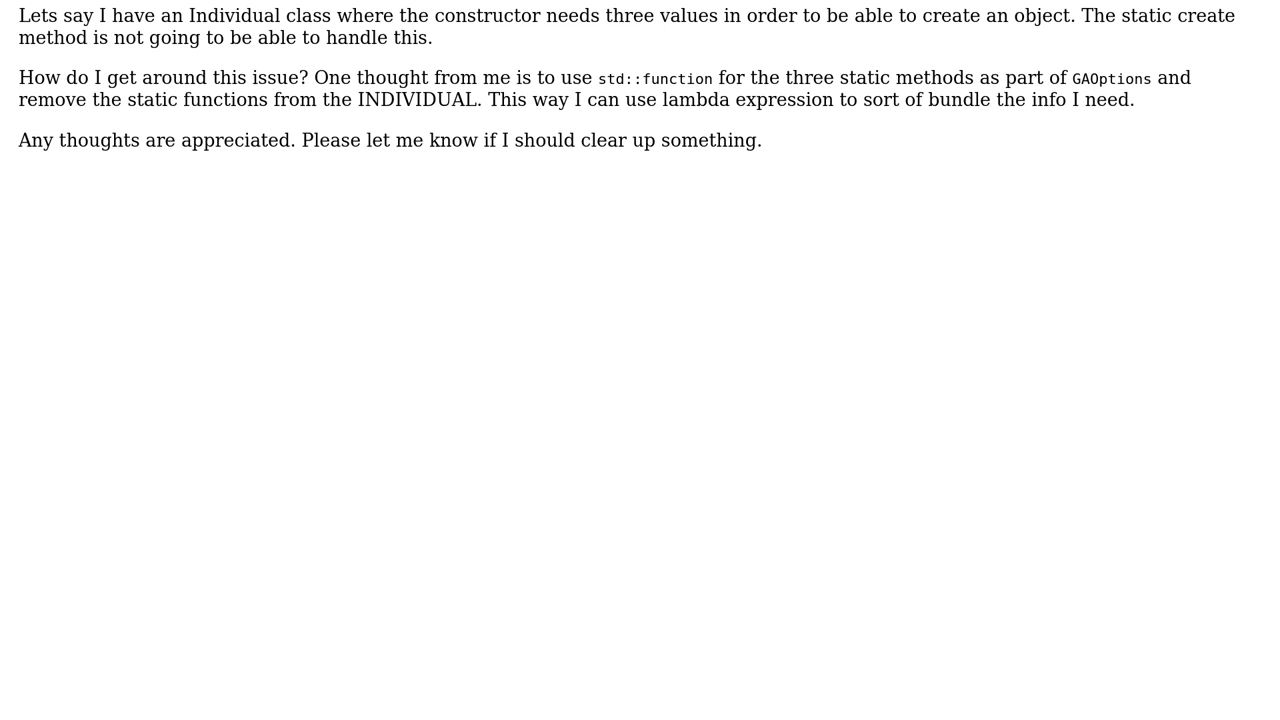 Lets say I have an Individual class where the constructor needs three values in order to be able to create an object. The static create
method is not going to be able to handle this.
How do I get around this issue? One thought from me is to use std::function for the three static methods as part of GAOptions and
remove the static functions from the INDIVIDUAL. This way I can use lambda expression to sort of bundle the info I need.
Any thoughts are appreciated. Please let me know if I should clear up something.